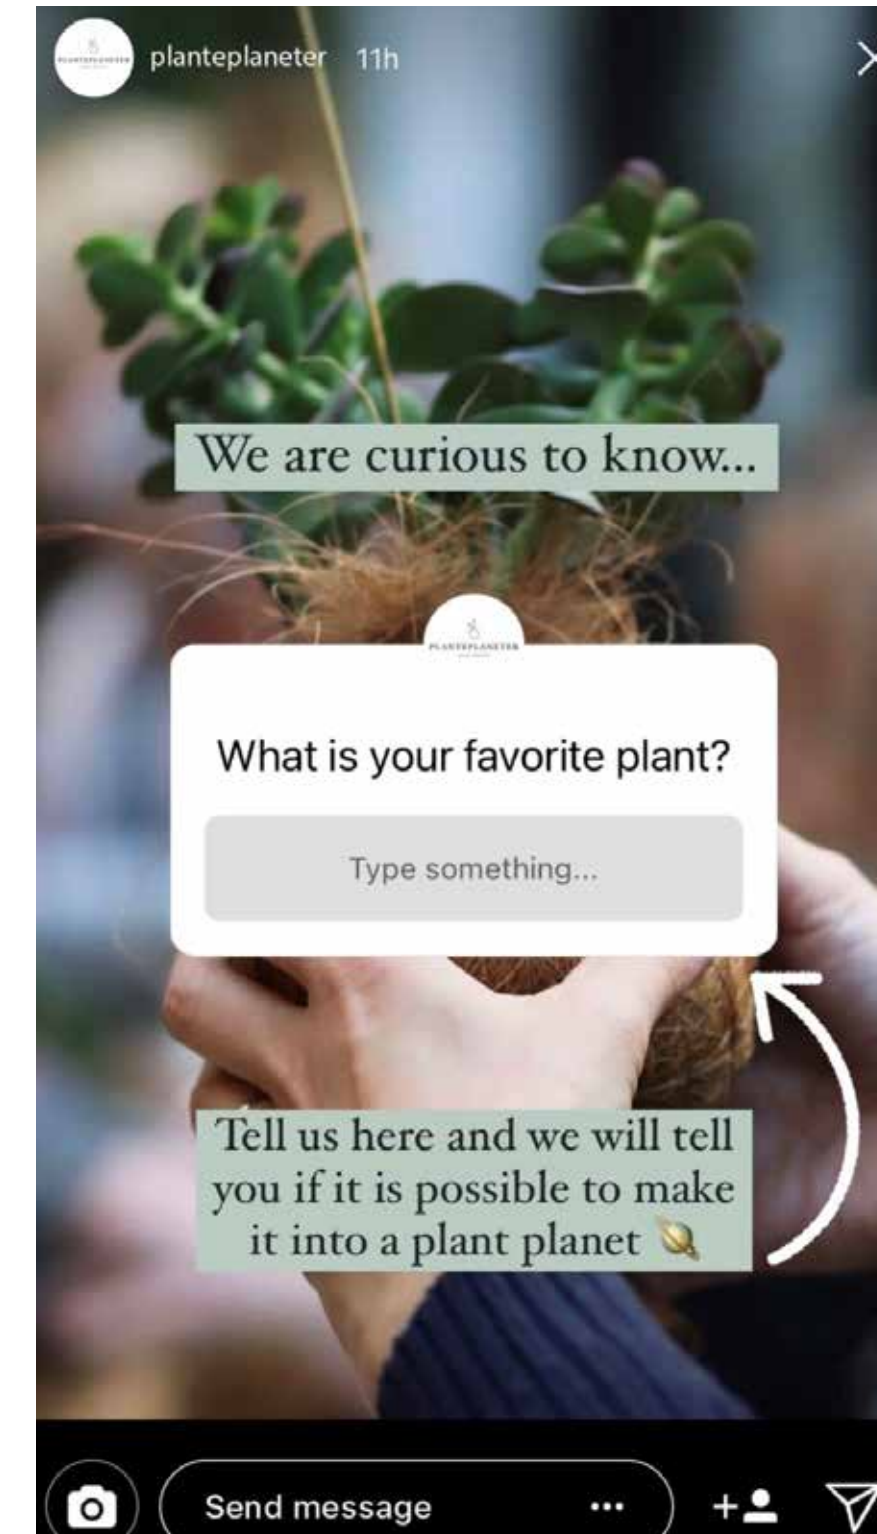 planteplaneter 11h
We are curious to know...
PLANTEPLANETER
What is your favorite plant?
Type something...
Tell us here and we will tell
you if it is possible to make
it into a plant planet 🪐
Send message